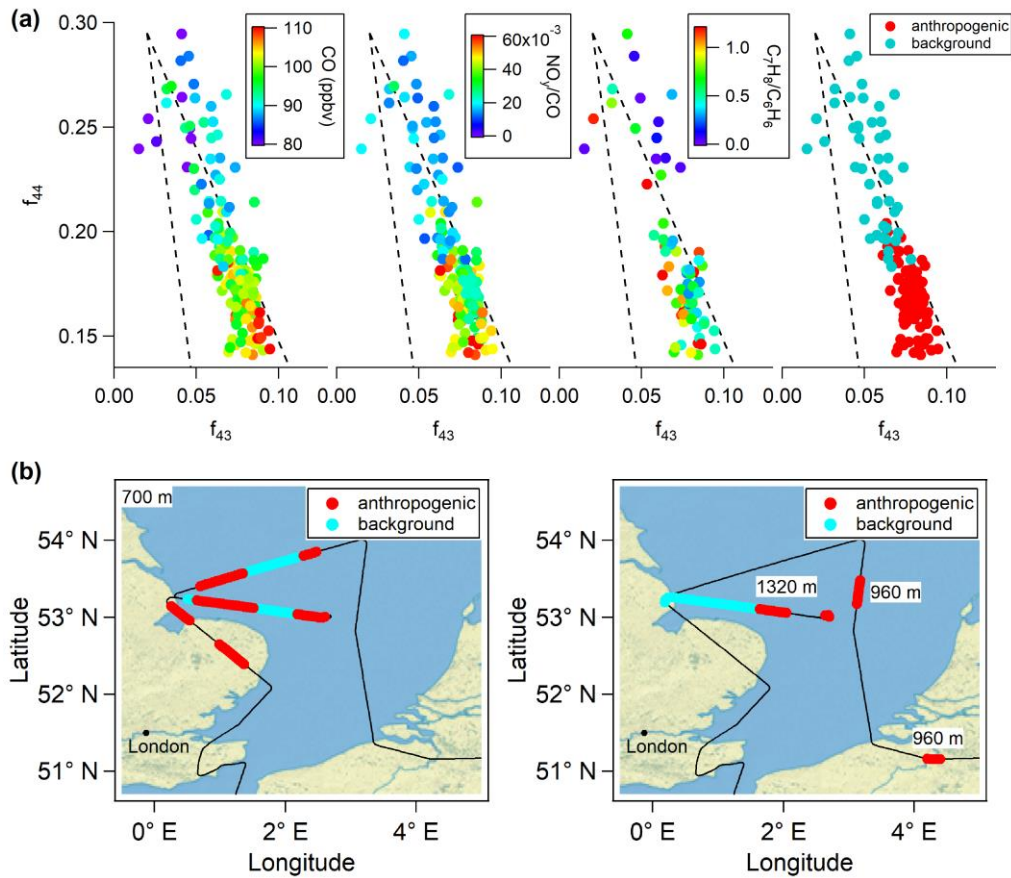 (a)
0.30
0.25
0.20
0.15
f44
110
100
90
80
CO (ppbv)
60x10-3
40
20
0
NOy/CO
1.0
0.5
0.0
C7H8/C6H6
anthropogenic
background
0.00 0.05 0.10
0.00 0.05 0.10
0.00 0.05 0.10
0.00 0.05 0.10
f43
f43
f43
f43
(b)
700 m
anthropogenic
background
54° N
53° N
52° N
51° N
Latitude
London
0° E 2° E 4° E
Longitude
anthropogenic
background
1320 m
960 m
960 m
54° N
53° N
52° N
51° N
Latitude
London
0° E 2° E 4° E
Longitude